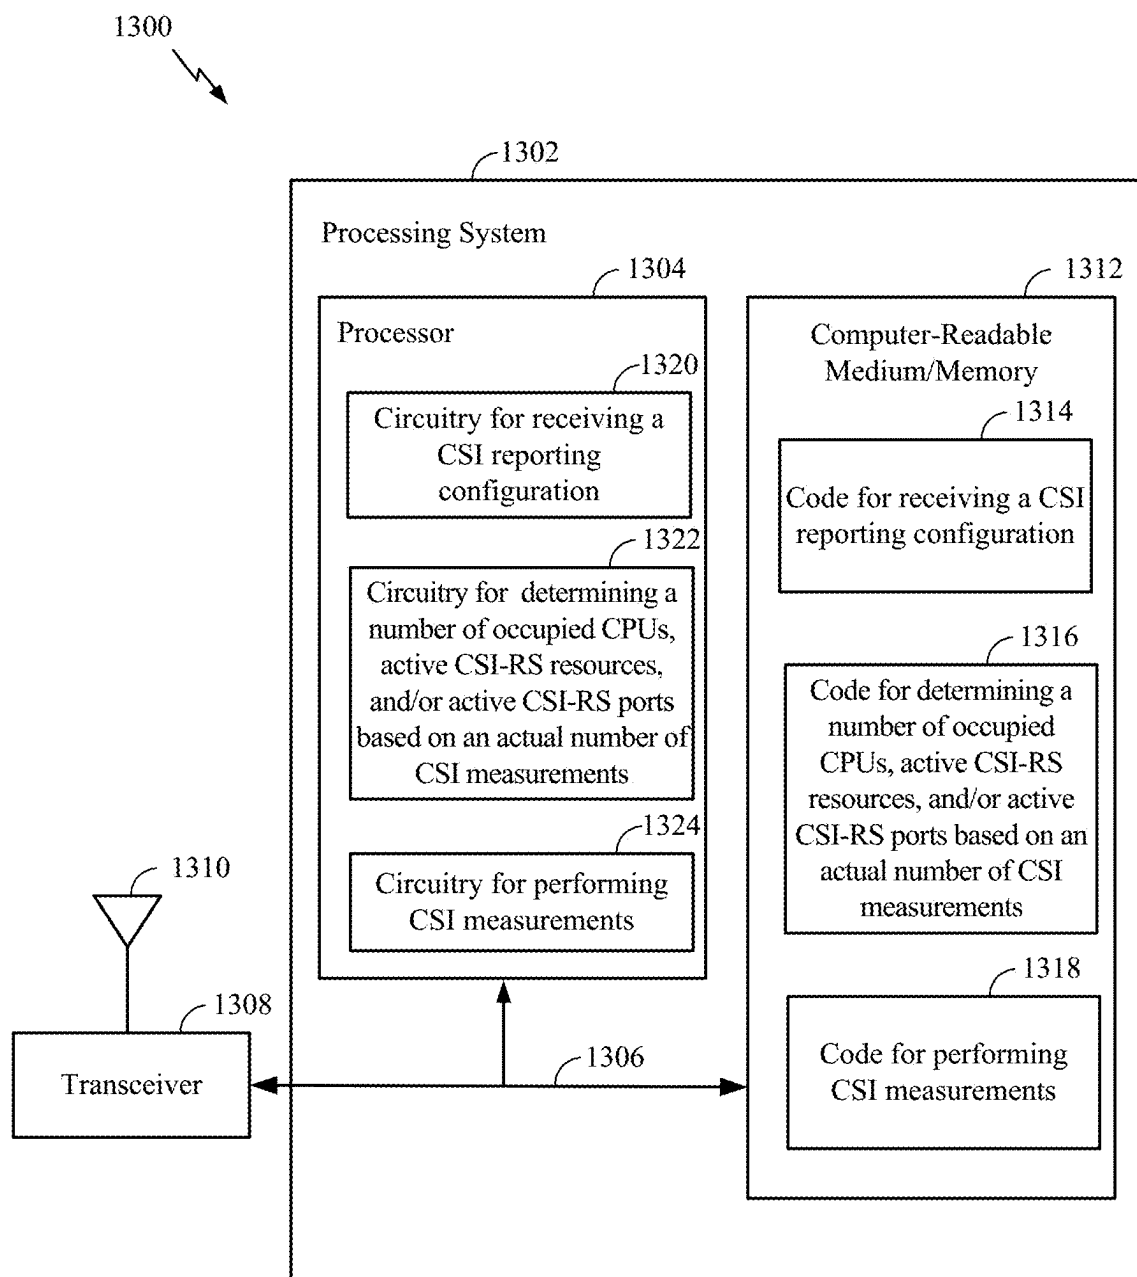 1300
1302
Processing System
1304
Processor
1320
Circuitry for receiving a
CSI reporting
configuration
1322
Circuitry for determining a
number of occupied CPUs,
active CSI-RS resources,
and/or active CSI-RS ports
based on an actual number of
CSI measurements
1324
Circuitry for performing
CSI measurements
1312
Computer-Readable
Medium/Memory
1314
Code for receiving a CSI
reporting configuration
1316
Code for determining a
number of occupied
CPUs, active CSI-RS
resources, and/or active
CSI-RS ports based on an
actual number of CSI
measurements
1318
Code for performing
CSI measurements
1310
1308
Transceiver
1306